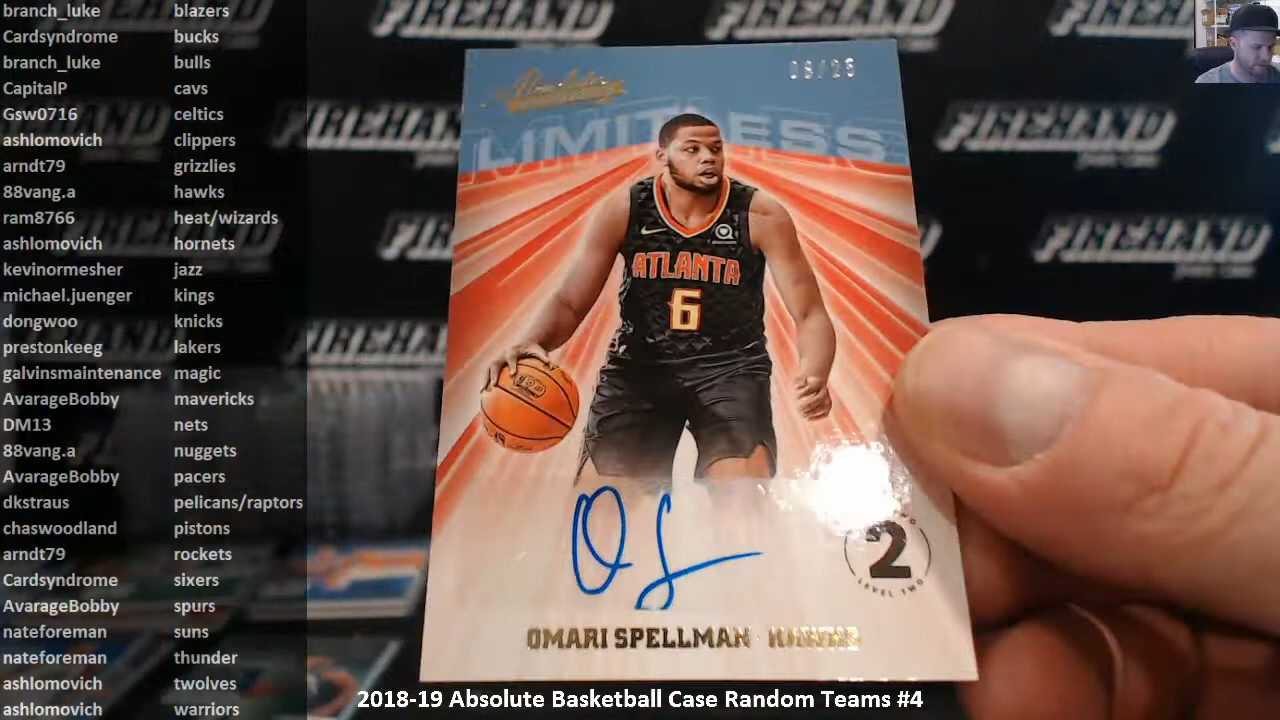 branch_luke blazers
Cardsyndrome bucks
branch_luke bulls
CapitalP cavs
Gsw0716 celtics
ashlomovich clippers
arndt79 grizzlies
88vang.a hawks
ram8766 heat/wizards
ashlomovich hornets
kevinormesher jazz
michael.juenger kings
dongwoo knicks
prestonkeeg lakers
galvinsmaintenance magic
AvarageBobby mavericks
DM13 nets
88vang.a nuggets
AvarageBobby pacers
dkstraus pelicans/raptors
chaswoodland pistons
arndt79 rockets
Cardsyndrome sixers
AvarageBobby spurs
nateforeman suns
nateforeman thunder
ashlomovich twolves
ashlomovich warriors
Absolute
LIMITLESS
ATLANTA
6
2
LEVEL TWO
OMARI SPELLMAN · HAWKS
FIREHAND
FIREHAND
2018-19 Absolute Basketball Case Random Teams #4